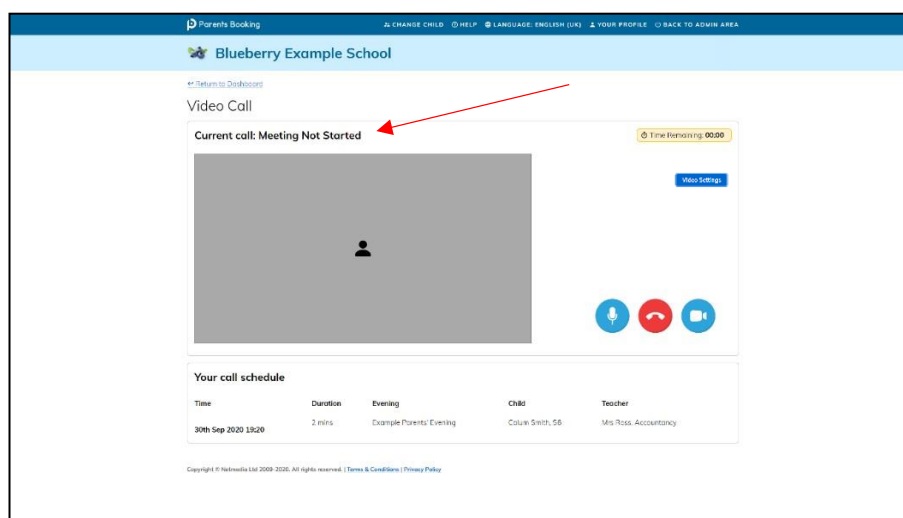 Parents Booking
CHANGE CHILD HELP LANGUAGE: ENGLISH (UK) YOUR PROFILE BACK TO ADMIN AREA
Blueberry Example School
Return to Dashboard
Video Call
Current call: Meeting Not Started
Time Remaining: 00:00
Video Settings
Your call schedule
Time Duration Evening Child Teacher
30th Sep 2020 19:20 2 mins Example Parents' Evening Calum Smith, 5B Mrs Ross, Accountancy
Copyright © Netmedia Ltd 2009-2020. All rights reserved. | Terms & Conditions | Privacy Policy